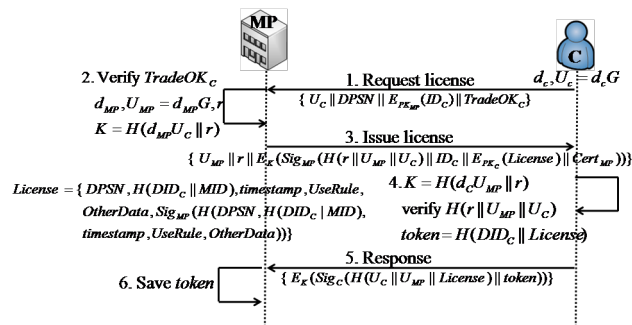 MP
C
1. Request license
d_C, U_C = d_C G
{ U_C || DPSN || E_{PK_MP}(ID_C) || TradeOK_C }
2. Verify TradeOK_C
d_MP, U_MP = d_MP G, r
K = H(d_MP U_C || r)
3. Issue license
{ U_MP || r || E_K(Sig_MP(H(r || U_MP || U_C) || ID_C || E_{PK_C}(License) || Cert_MP))}
License = { DPSN, H(DID_C || MID), timestamp, UseRule,
OtherData, Sig_MP(H(DPSN, H(DID_C | MID),
timestamp, UseRule, OtherData))}
4. K = H(d_C U_MP || r)
verify H(r || U_MP || U_C)
token = H(DID_C || License)
5. Response
{ E_K(Sig_C(H(U_C || U_MP || License) || token))}
6. Save token